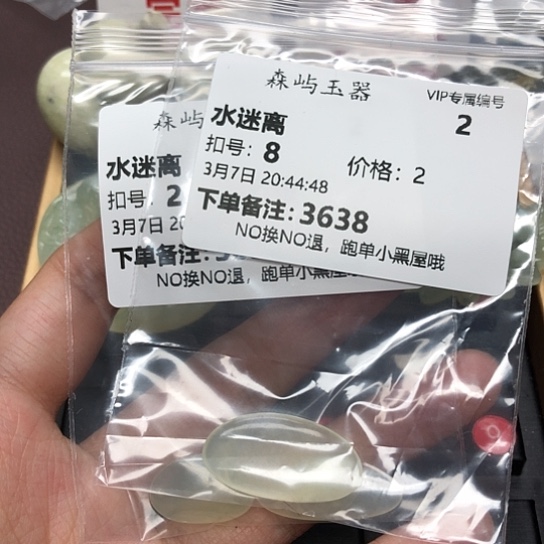 森屿玉器
VIP专属编号
2
水迷离
扣号：8
价格：2
3月7日 20:44:48
下单备注：3638
NO换NO退，跑单小黑屋哦
森屿
水迷离
扣号：2
3月7日 20
下单备注：
NO换NO退，跑单小黑屋